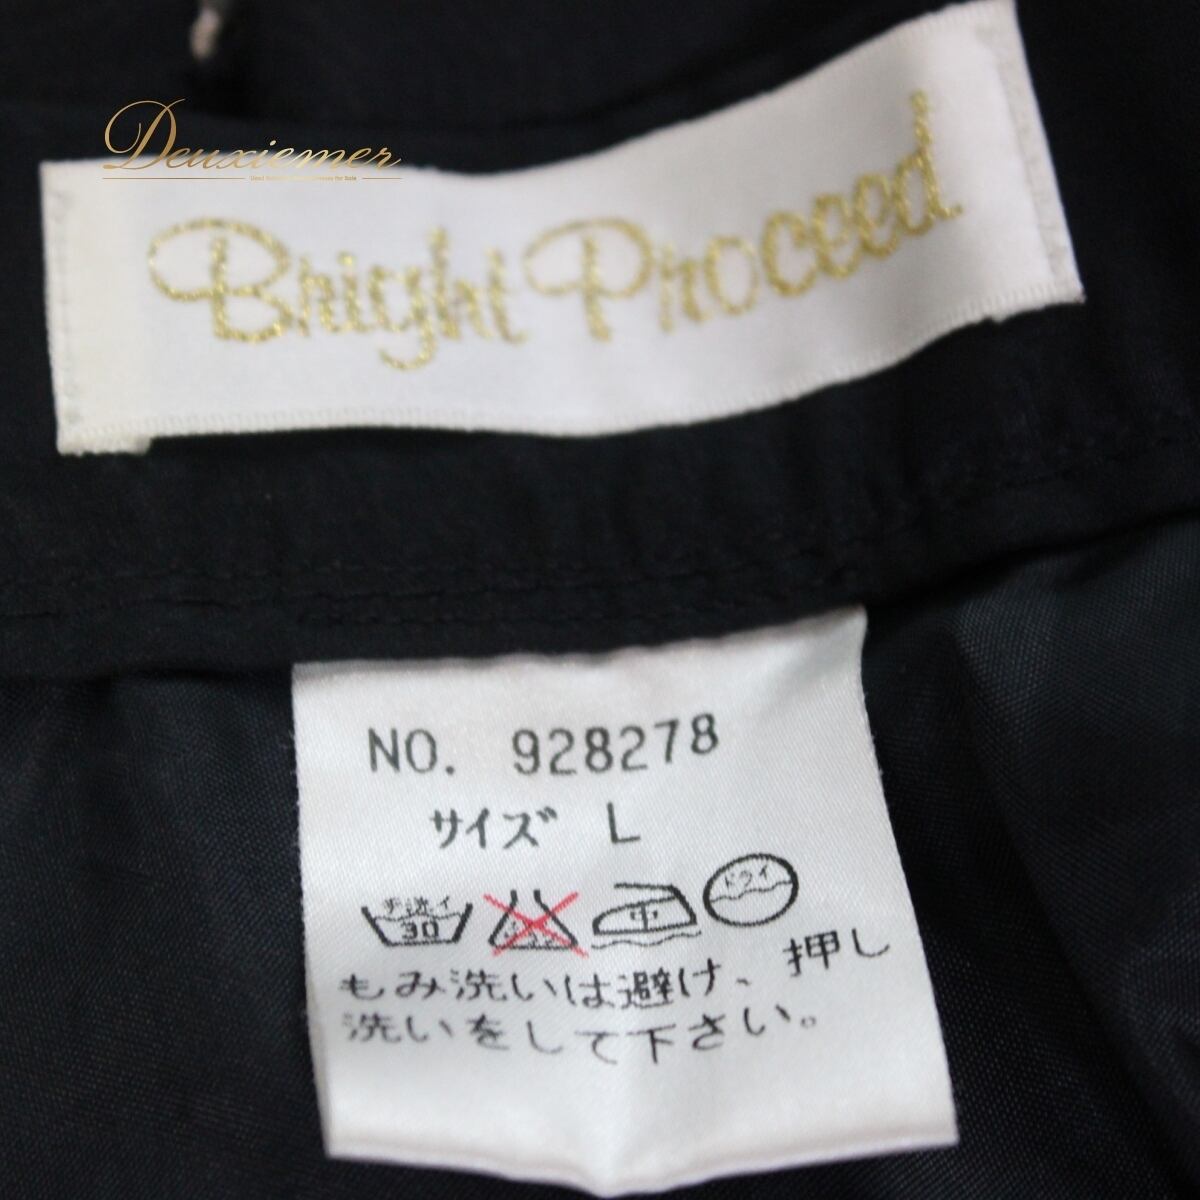 Deuxiemer
Bright Proceed
NO. 928278
サイズ L
手洗イ
30
中
ドライ
もみ洗いは避け、押し
洗いをして下さい。